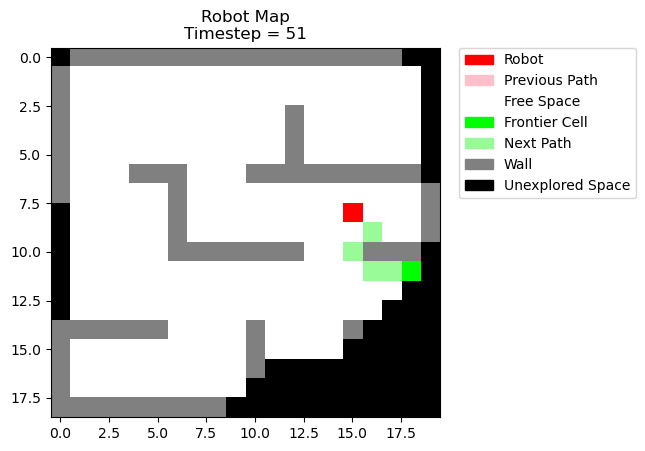 Robot Map
Timestep = 51
0.0
2.5
5.0
7.5
10.0
12.5
15.0
17.5
0.0
2.5
5.0
7.5
10.0
12.5
15.0
17.5
Robot
Previous Path
Free Space
Frontier Cell
Next Path
Wall
Unexplored Space